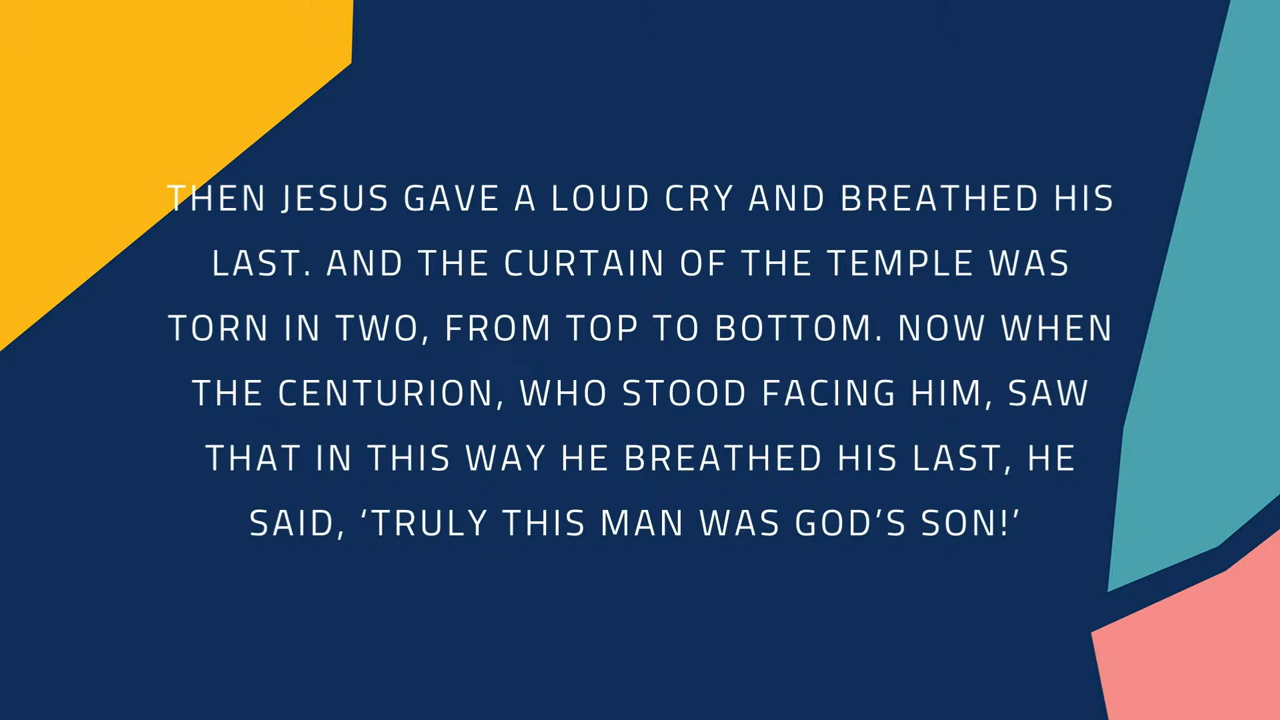 THEN JESUS GAVE A LOUD CRY AND BREATHED HIS
LAST. AND THE CURTAIN OF THE TEMPLE WAS
TORN IN TWO, FROM TOP TO BOTTOM. NOW WHEN
THE CENTURION, WHO STOOD FACING HIM, SAW
THAT IN THIS WAY HE BREATHED HIS LAST, HE
SAID, ‘TRULY THIS MAN WAS GOD’S SON!’